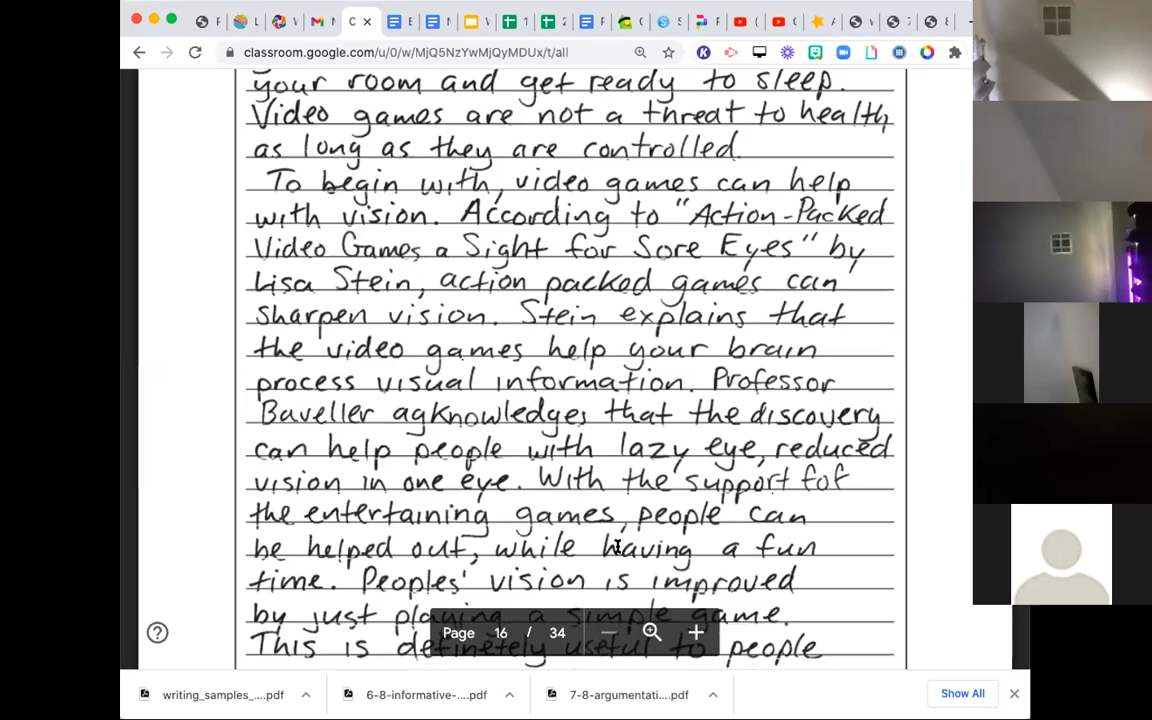 classroom.google.com/u/0/w/MjQ5NzYwMjQyMDUx/t/all
your room and get ready to sleep.
Video games are not a threat to health,
as long as they are controlled.
To begin with, video games can help
with vision. According to "Action-Packed
Video Games a Sight for Sore Eyes" by
Lisa Stein, action packed games can
sharpen vision. Stein explains that
the video games help your brain
process visual information. Professor
Baveller agknowledges that the discovery
can help people with lazy eye, reduced
vision in one eye. With the support fof
the entertaining games, people can
be helped out, while having a fun
time. Peoples' vision is improved
by just playing a simple game.
This is definetely useful to people
Page 16 / 34
writing_samples_....pdf 6-8-informative-....pdf 7-8-argumentati....pdf Show All